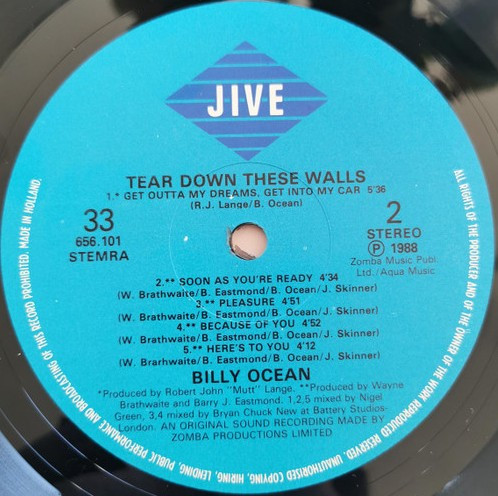 JIVE
TEAR DOWN THESE WALLS
1.* GET OUTTA MY DREAMS, GET INTO MY CAR 5'36
(R.J. Lange/B. Ocean)
33
656.101
STEMRA
2
STEREO
Ⓟ 1988
Zomba Music Publ.
Ltd./Aqua Music.
2.** SOON AS YOU'RE READY 4'34
(W. Brathwaite/B. Eastmond/B. Ocean/J. Skinner)
3.** PLEASURE 4'51
(W. Brathwaite/B. Eastmond/B. Ocean/J. Skinner)
4.** BECAUSE OF YOU 4'52
(W. Brathwaite/B. Eastmond/B. Ocean/J. Skinner)
5.** HERE'S TO YOU 4'12
(W. Brarhwaite/B. Eastmond/B. Ocean/J. Skinner)
BILLY OCEAN
*Produced by Robert John "Mutt" Lange. **Produced by Wayne
Brathwaite and Barry J. Eastmond. 1,2,5 mixed by Nigel
Green, 3,4 mixed by Bryan Chuck New at Battery Studios-
London. AN ORIGINAL SOUND RECORDING MADE BY
ZOMBA PRODUCTIONS LIMITED
ALL RIGHTS OF THE PRODUCER AND OF THE OWNER OF THE WORK REPRODUCED RESERVED. UNAUTHORISED COPYING, HIRING, LENDING, PUBLIC PERFORMANCE AND BROADCASTING OF THIS RECORD PROHIBITED. MADE IN HOLLAND.